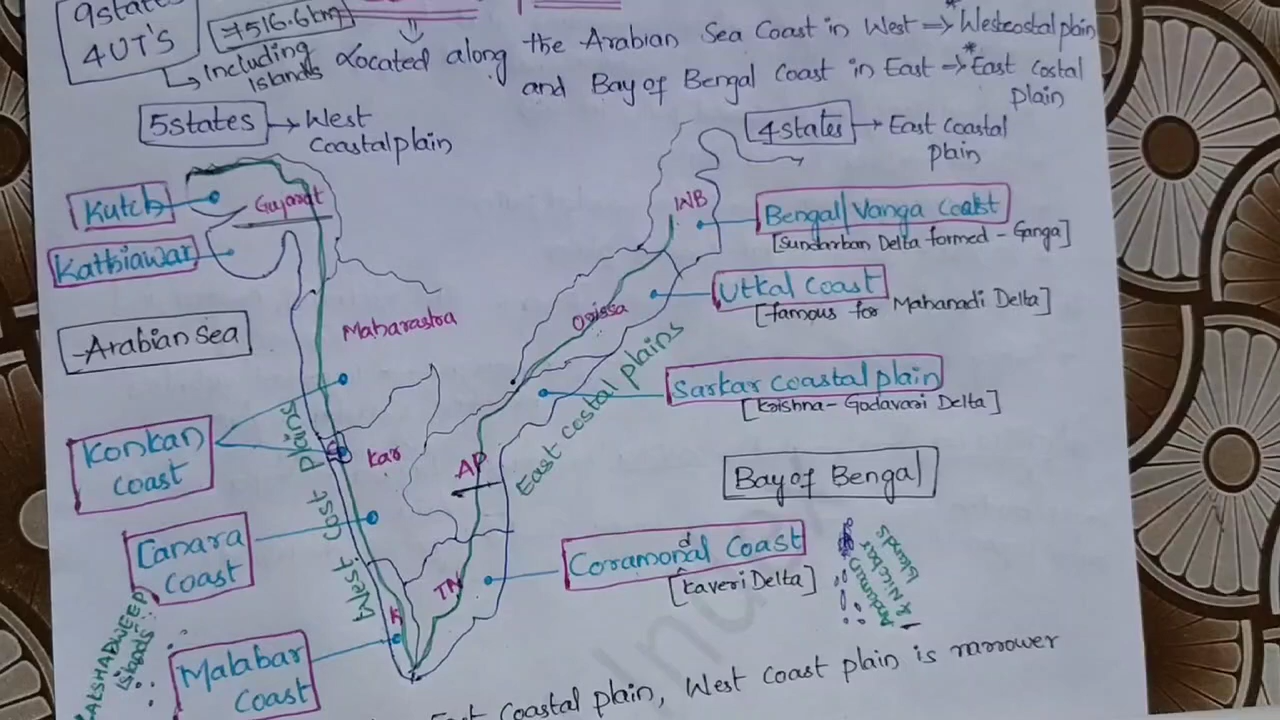 9states
4UT'S
7516.6km
Including
Islands
Located along the Arabian Sea Coast in West → Westcostal plain
and Bay of Bengal Coast in East → East Costal
plain
5states → West
Coastalplain
4states → East coastal
plain
Kutch
Gujarat
WB
Bengal/Vanga Coast
[Sundarban Delta formed - Ganga]
Kathiawar
Utkal Coast
[famous for Mahanadi Delta]
Orissa
Maharastra
Arabian Sea
Sarkar Coastal plain
[Krishna-Godavari Delta]
East costal plains
Konkan
Coast
West Cost Plains
Kar
AP
Bay of Bengal
Canara
Coast
Coramondal Coast
[Kaveri Delta]
TN
K
Andaman
& Nicobar
Islands
LAKSHADWEEP
Islands
Malabar
Coast
East Coastal plain, West Coast plain is narrower